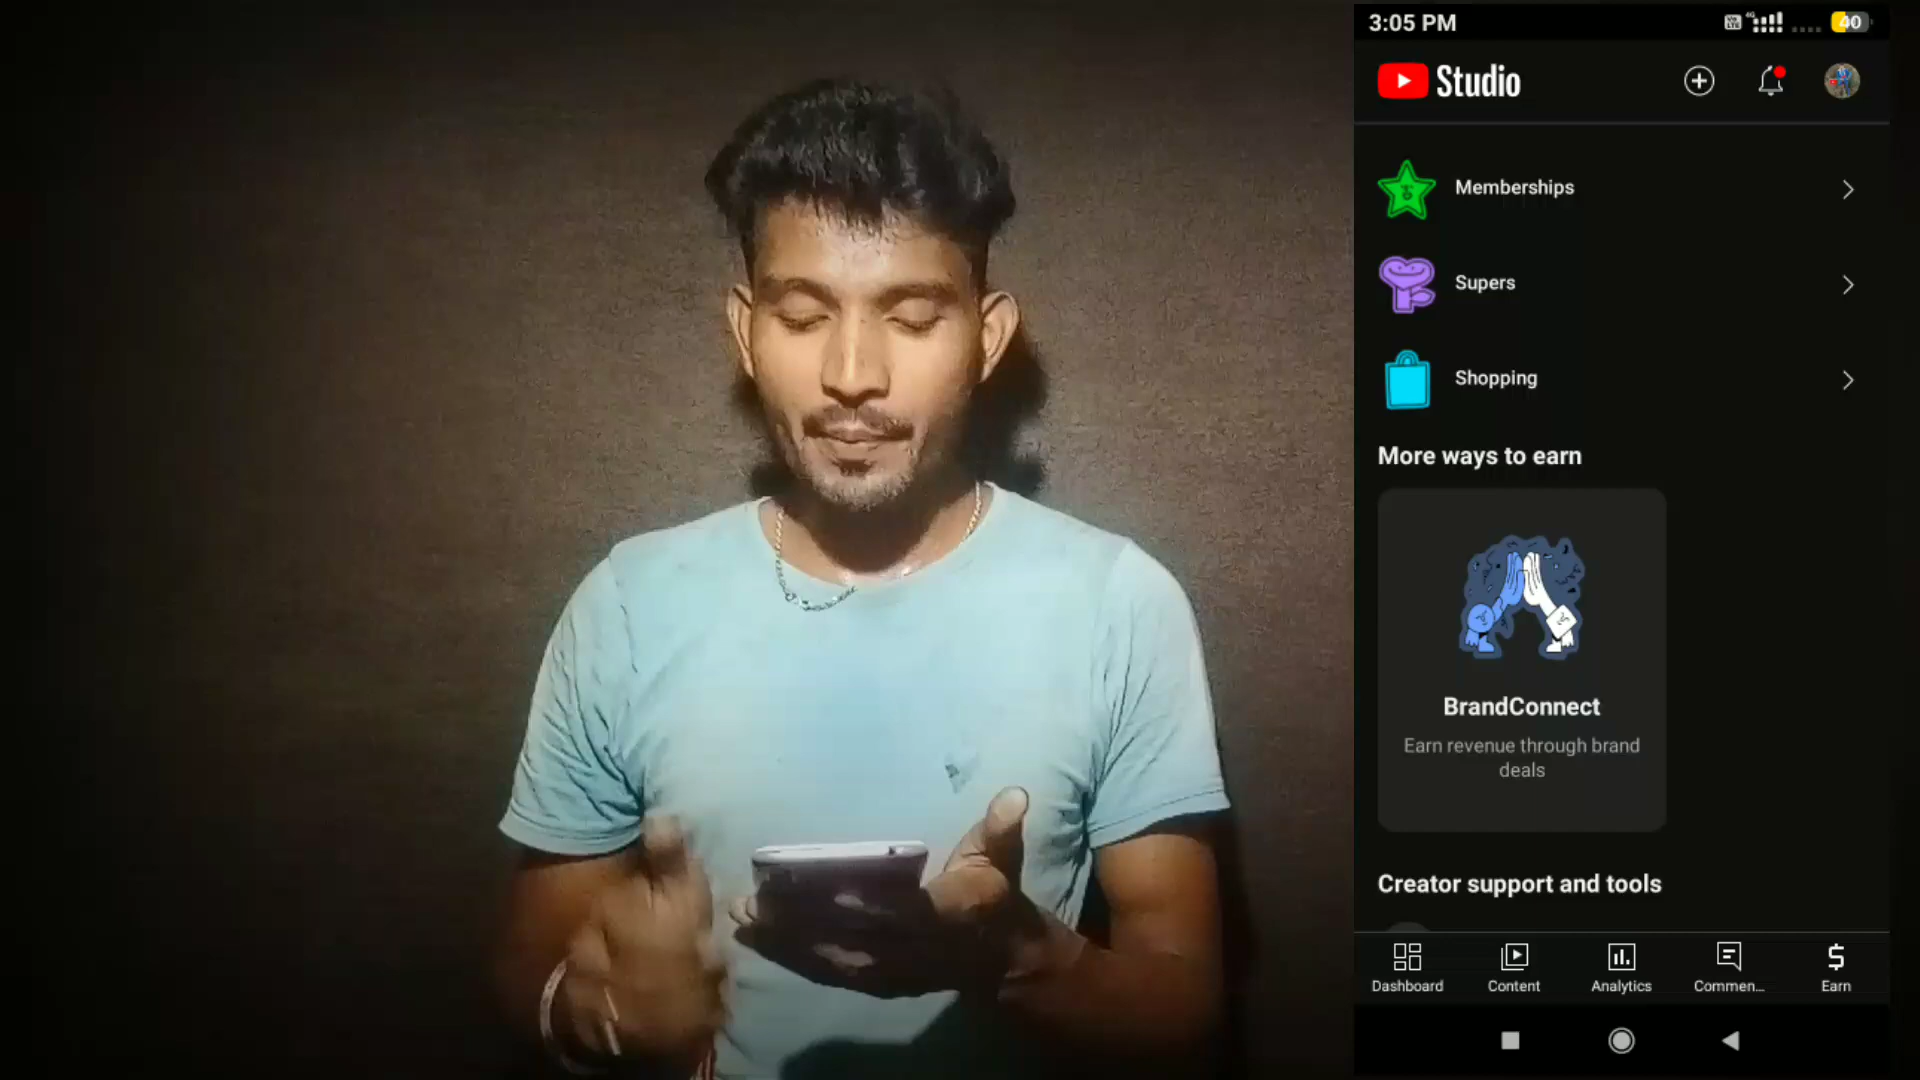 3:05 PM
40
Studio
Memberships
Supers
Shopping
More ways to earn
BrandConnect
Earn revenue through brand
deals
Creator support and tools
Dashboard Content Analytics Commen... Earn